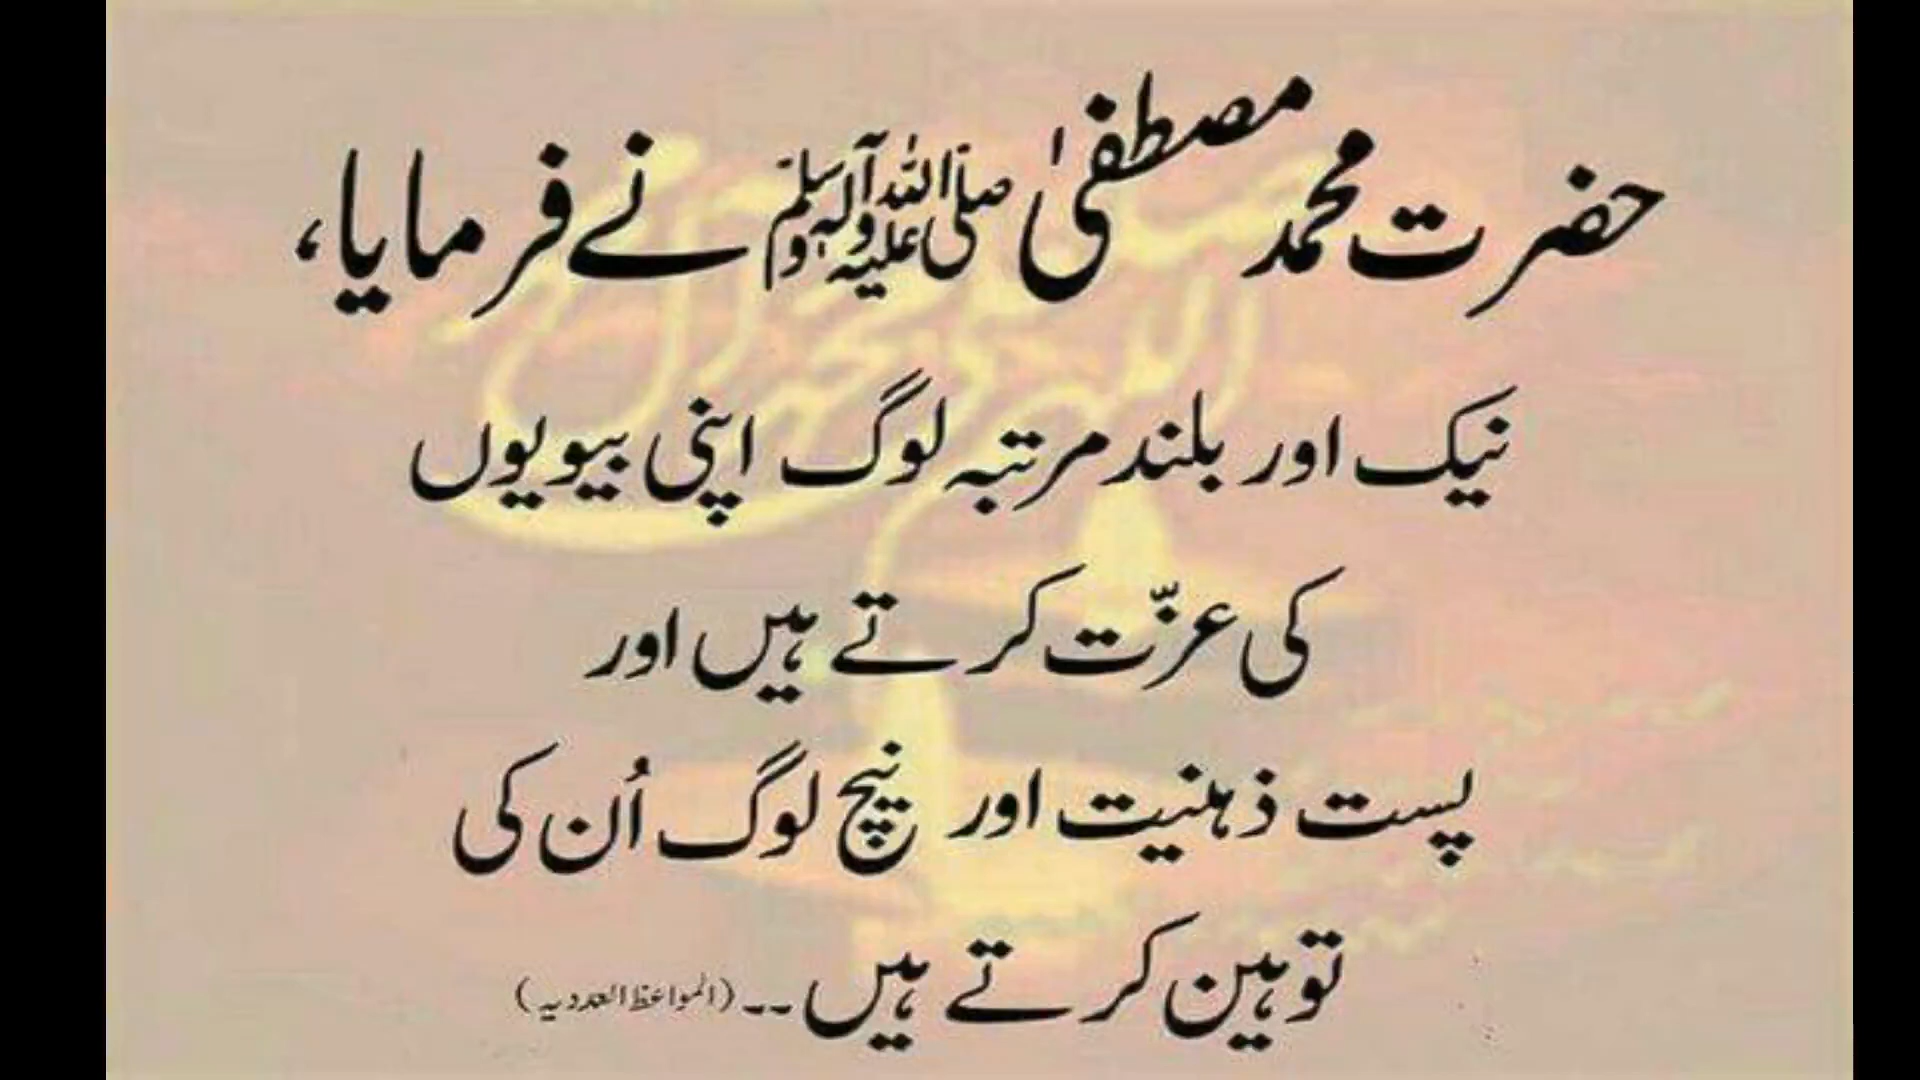 حضرت محمد مصطفیٰ صلی اللہ علیہ وآلہ وسلم نے فرمایا،
نیک اور بلند مرتبہ لوگ اپنی بیویوں
کی عزّت کرتے ہیں اور
پست ذہنیت اور نیچ لوگ اُن کی
توہین کرتے ہیں ۔۔ (المواعظ العددیہ)